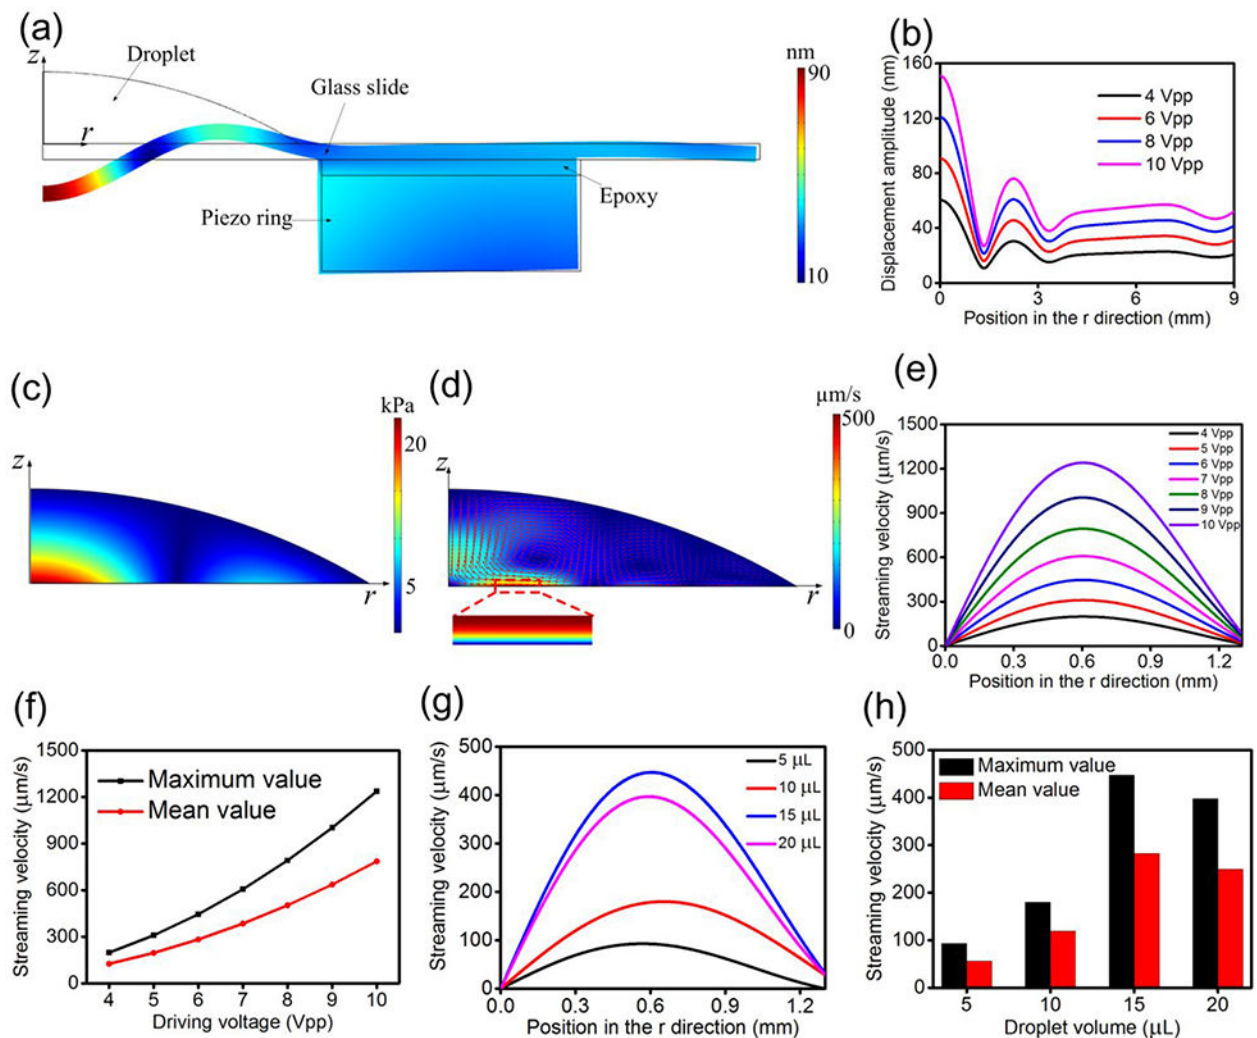 (a)
z
Droplet
Glass slide
r
Piezo ring
Epoxy
nm
90
10
(b)
Displacement amplitude (nm)
160
120
80
40
0
4 Vpp
6 Vpp
8 Vpp
10 Vpp
0 3 6 9
Position in the r direction (mm)
(c)
kPa
20
5
z
r
(d)
µm/s
500
0
z
r
(e)
Streaming velocity (µm/s)
1500
1200
900
600
300
0
4 Vpp
5 Vpp
6 Vpp
7 Vpp
8 Vpp
9 Vpp
10 Vpp
0.0 0.3 0.6 0.9 1.2
Position in the r direction (mm)
(f)
Streaming velocity (µm/s)
1500
1200
900
600
300
0
Maximum value
Mean value
4 5 6 7 8 9 10
Driving voltage (Vpp)
(g)
Streaming velocity (µm/s)
500
400
300
200
100
0
5 µL
10 µL
15 µL
20 µL
0.0 0.3 0.6 0.9 1.2
Position in the r direction (mm)
(h)
Streaming velocity (µm/s)
500
400
300
200
100
0
Maximum value
Mean value
5 10 15 20
Droplet volume (µL)